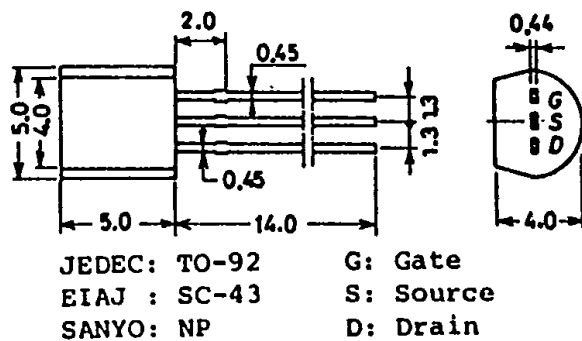 2.0
0.45
0.44
5.0
4.0
1.3
1.3
G
S
D
0.45
5.0
14.0
4.0
JEDEC: TO-92 G: Gate
EIAJ : SC-43 S: Source
SANYO: NP D: Drain